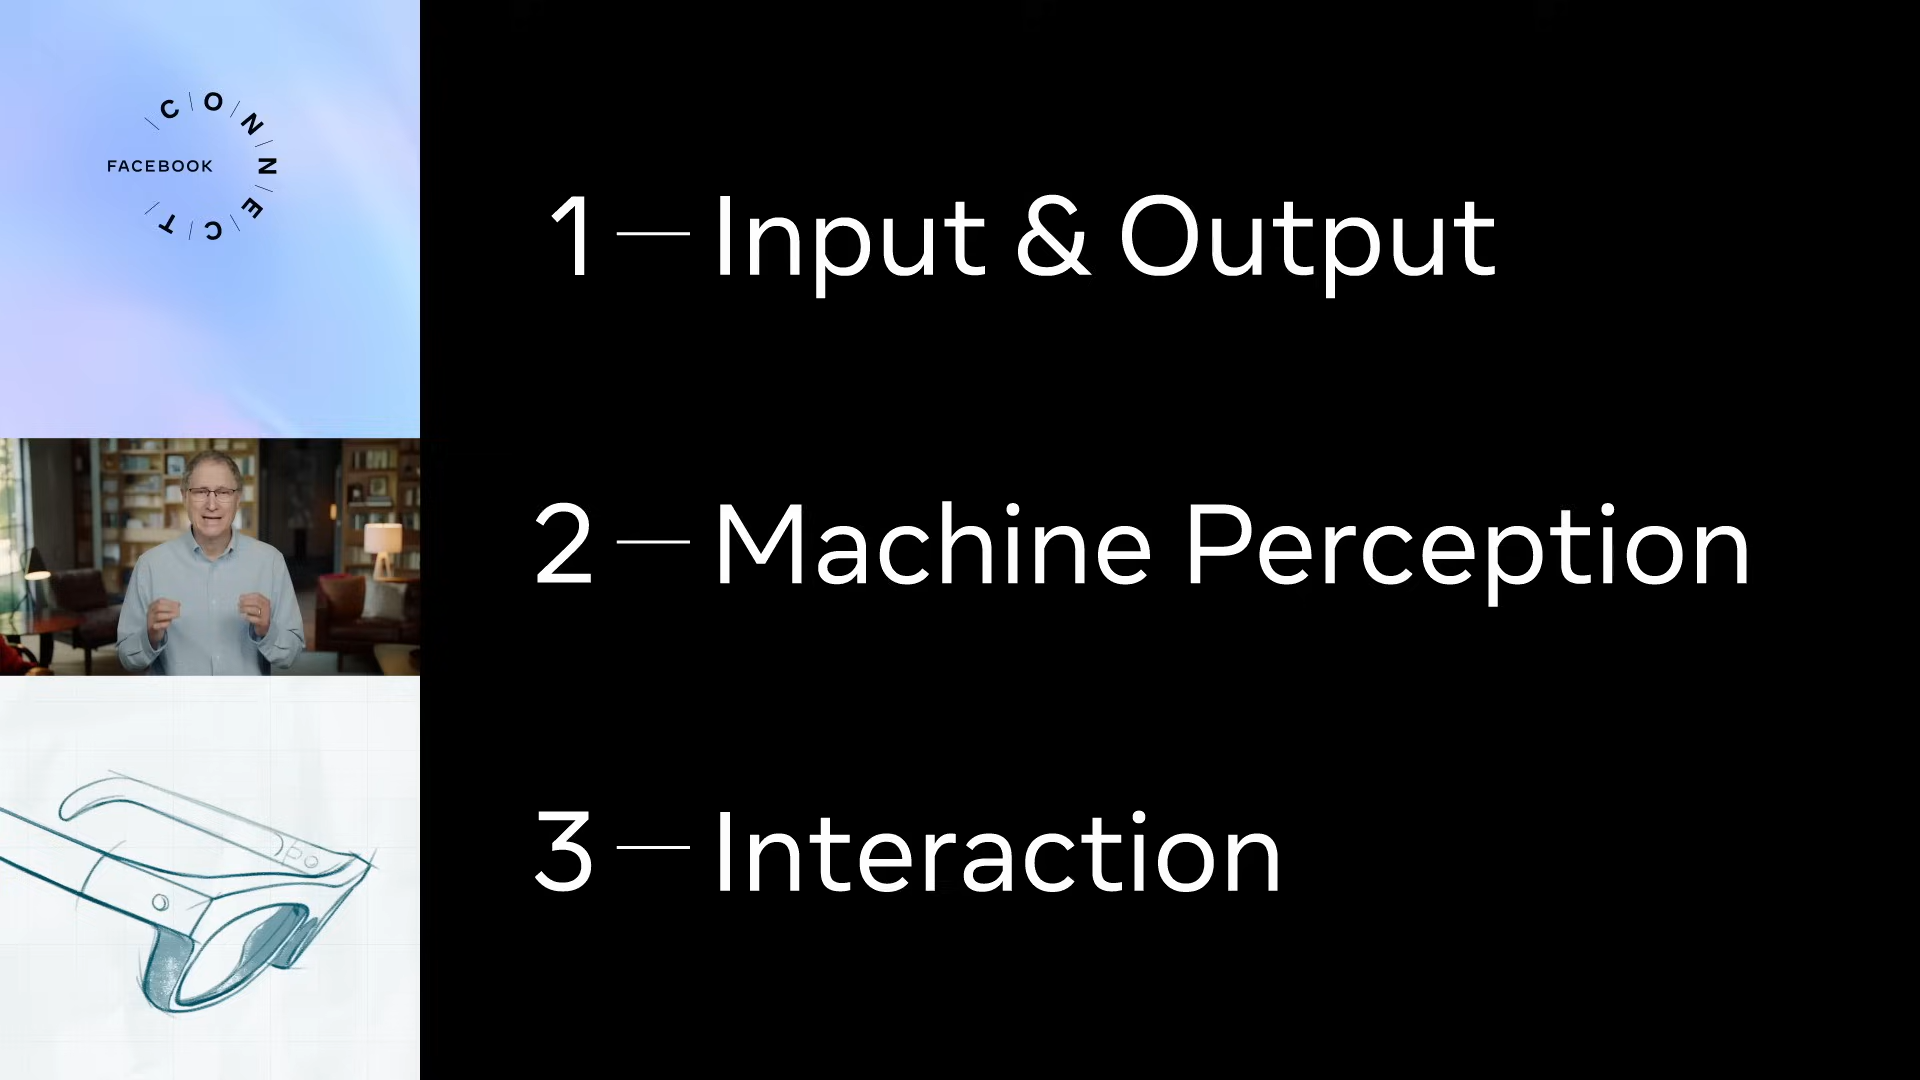 FACEBOOK
CONNECT
1 — Input & Output
2 — Machine Perception
3 — Interaction